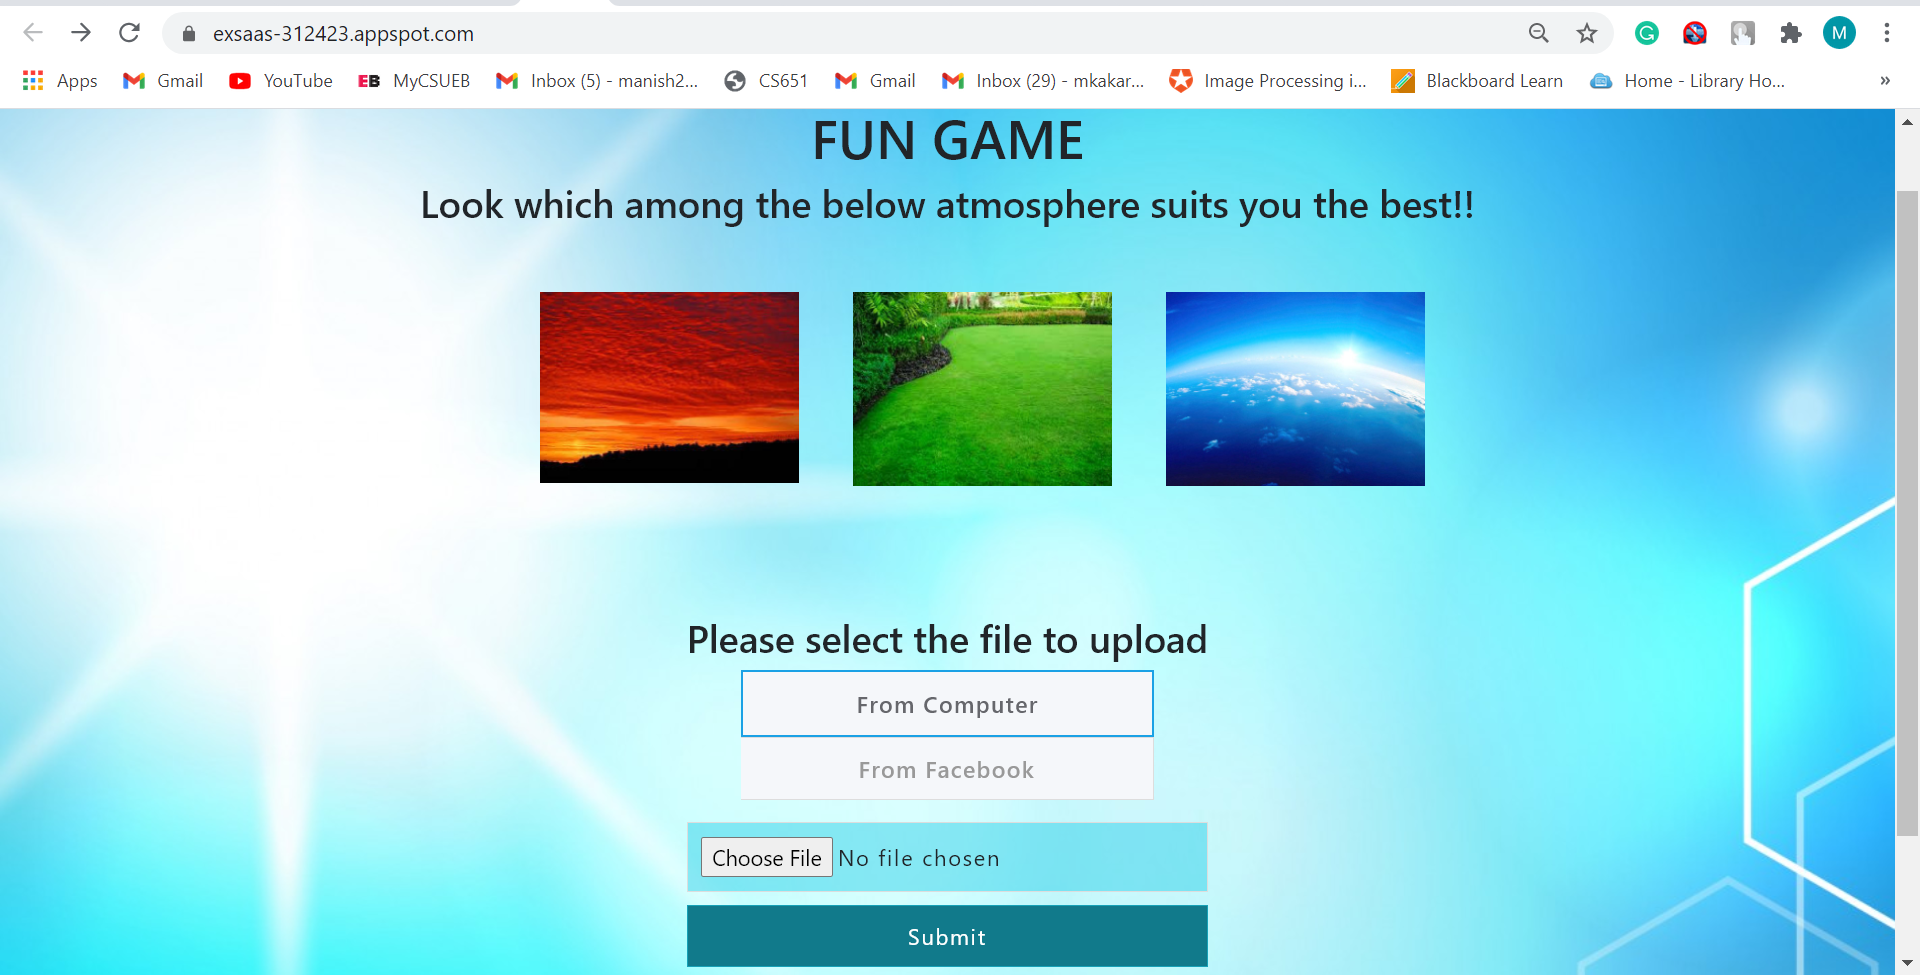 exsaas-312423.appspot.com
G
M
Apps
Gmail
YouTube
EB MyCSUEB
Inbox (5) - manish2...
CS651
Gmail
Inbox (29) - mkakar...
Image Processing i...
Blackboard Learn
Home - Library Ho...
»
FUN GAME
Look which among the below atmosphere suits you the best!!
Please select the file to upload
From Computer
From Facebook
Choose File No file chosen
Submit